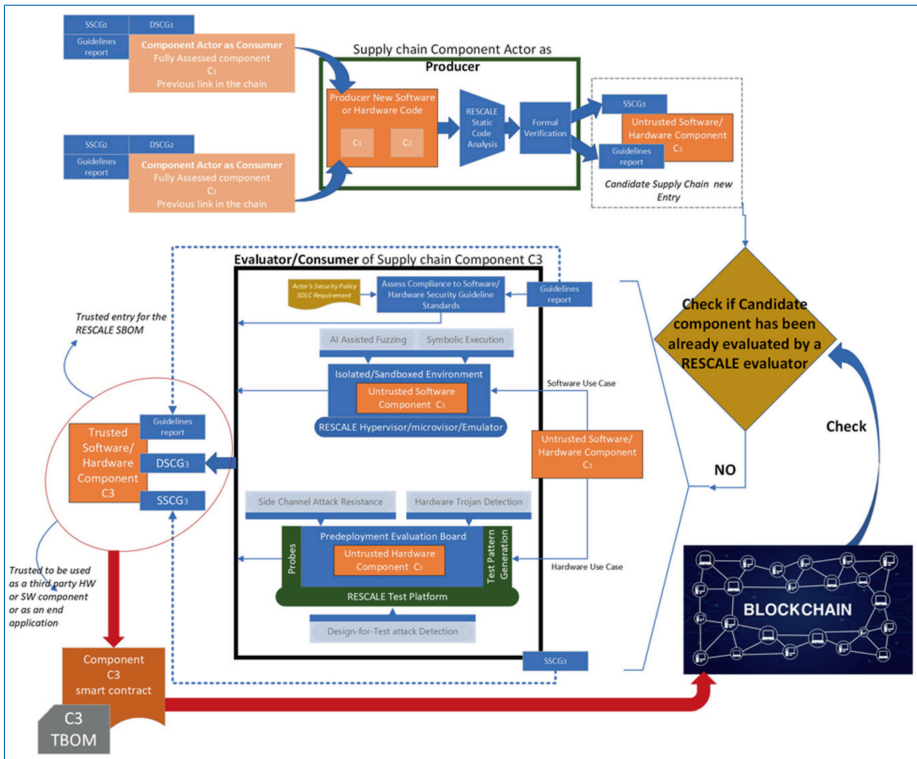 SSCG₁
DSCG₁
Guidelines
report
Component Actor as Consumer
Fully Assessed component
C₁
Previous link in the chain
SSCG₂
DSCG₂
Guidelines
report
Component Actor as Consumer
Fully Assessed component
C₂
Previous link in the chain
Supply chain Component Actor as
Producer
Producer New Software
or Hardware Code
C₁
C₂
RESCALE
Static
Code
Analysis
Formal
Verification
SSCG₃
Untrusted Software/
Hardware Component
C₃
Guidelines
report
Candidate Supply Chain new
Entry
Evaluator/Consumer of Supply chain Component C3
Actor's Security Policy
SDLC Requirement
Assess Compliance to Software/
Hardware Security Guideline
Standards
Guidelines
report
AI Assisted Fuzzing
Symbolic Execution
Isolated/Sandboxed Environment
Untrusted Software
Component C₃
RESCALE Hypervisor/microvisor/Emulator
Software Use Case
Untrusted Software/
Hardware Component
C₃
Hardware Use Case
Side Channel Attack Resistance
Hardware Trojan Detection
Predeployment Evaluation Board
Untrusted Hardware
Component C₃
Probes
Test Pattern
Generation
RESCALE Test Platform
Design-for-Test attack Detection
SSCG₃
Check if Candidate
component has been
already evaluated by a
RESCALE evaluator
NO
Check
BLOCKCHAIN
Trusted entry for the
RESCALE SBOM
Trusted
Software/
Hardware
Component
C3
Guidelines
report
DSCG₃
SSCG₃
Trusted to be used
as a third party HW
or SW component
or as an end
application
Component
C3
smart contract
C3
TBOM